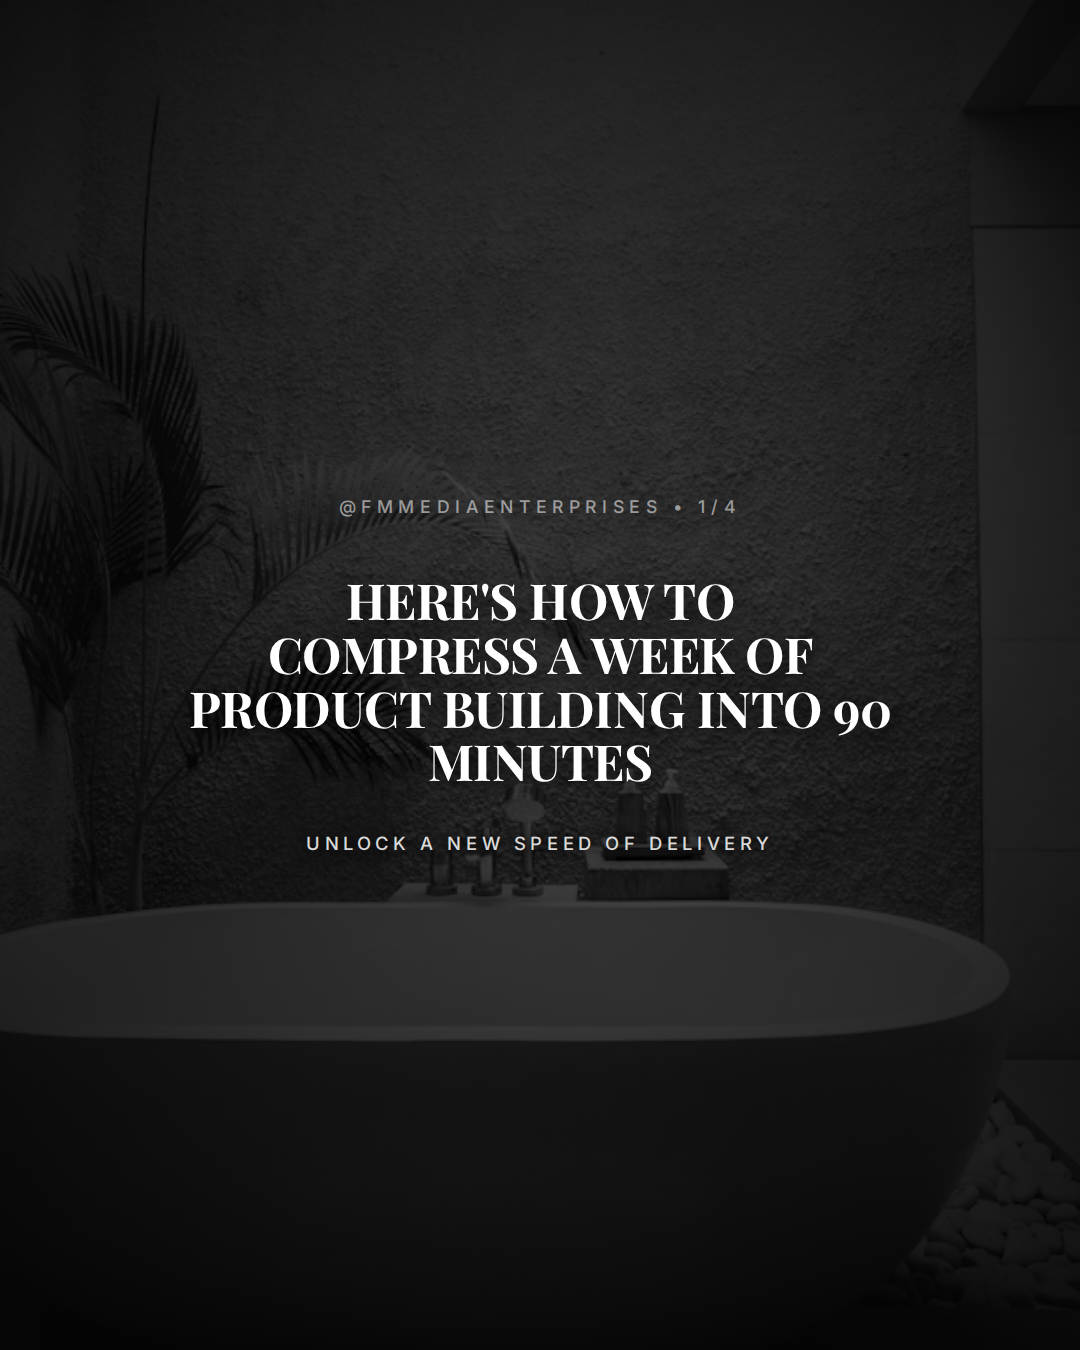 @FMMEDIAENTERPRISES • 1/4
HERE'S HOW TO
COMPRESS A WEEK OF
PRODUCT BUILDING INTO 90
MINUTES
UNLOCK A NEW SPEED OF DELIVERY